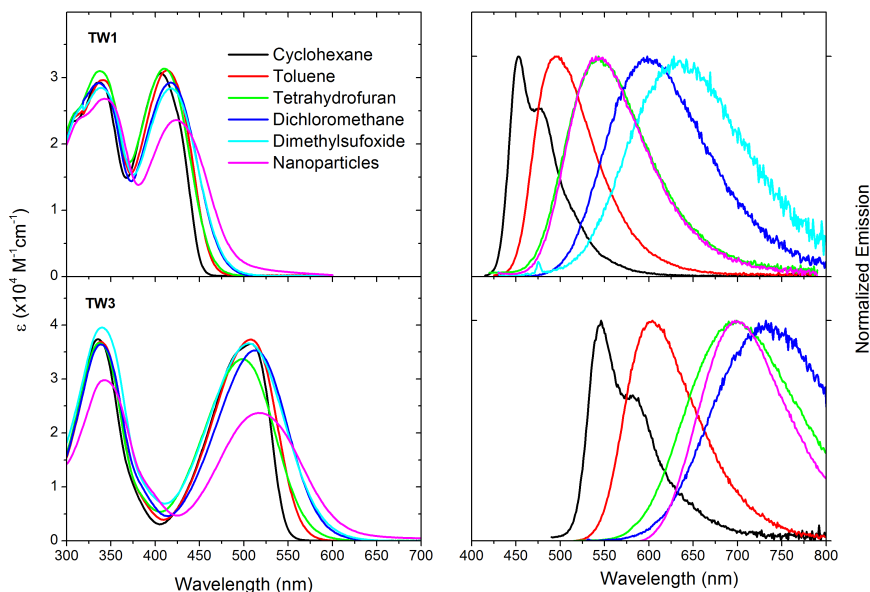 TW1
Cyclohexane
Toluene
Tetrahydrofuran
Dichloromethane
Dimethylsufoxide
Nanoparticles
3
2
1
0
ε (x10⁴ M⁻¹cm⁻¹)
Normalized Emission
TW3
4
3
2
1
0
300 350 400 450 500 550 600 650 700
400 450 500 550 600 650 700 750 800
Wavelength (nm)
Wavelength (nm)